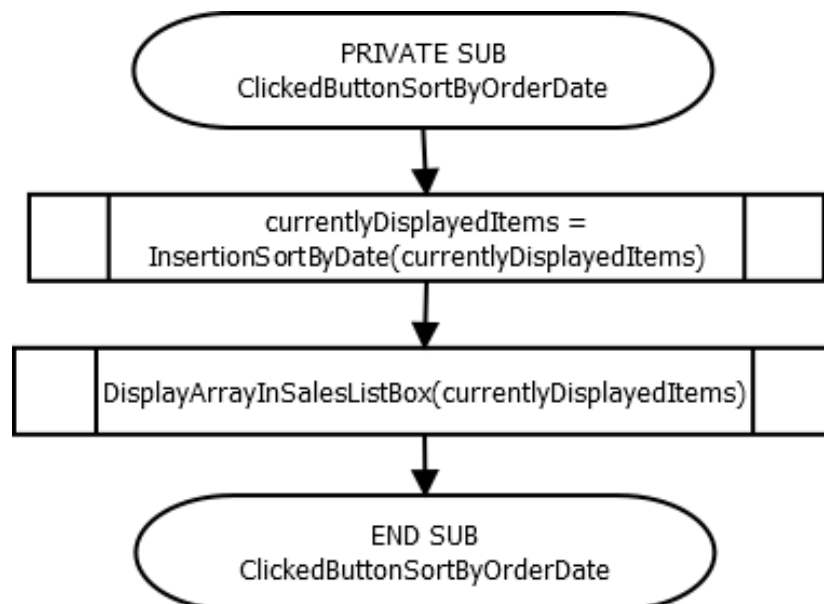 PRIVATE SUB
ClickedButtonSortByOrderDate
currentlyDisplayedItems =
InsertionSortByDate(currentlyDisplayedItems)
DisplayArrayInSalesListBox(currentlyDisplayedItems)
END SUB
ClickedButtonSortByOrderDate